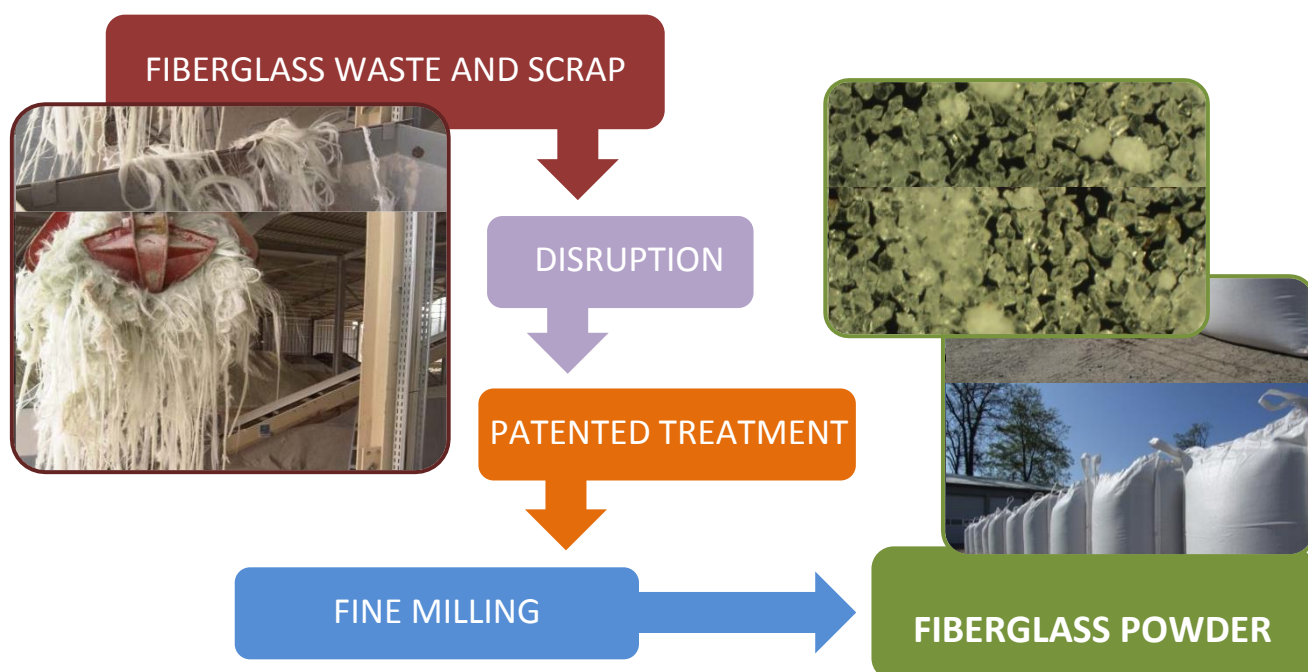 FIBERGLASS WASTE AND SCRAP
DISRUPTION
PATENTED TREATMENT
FINE MILLING
FIBERGLASS POWDER